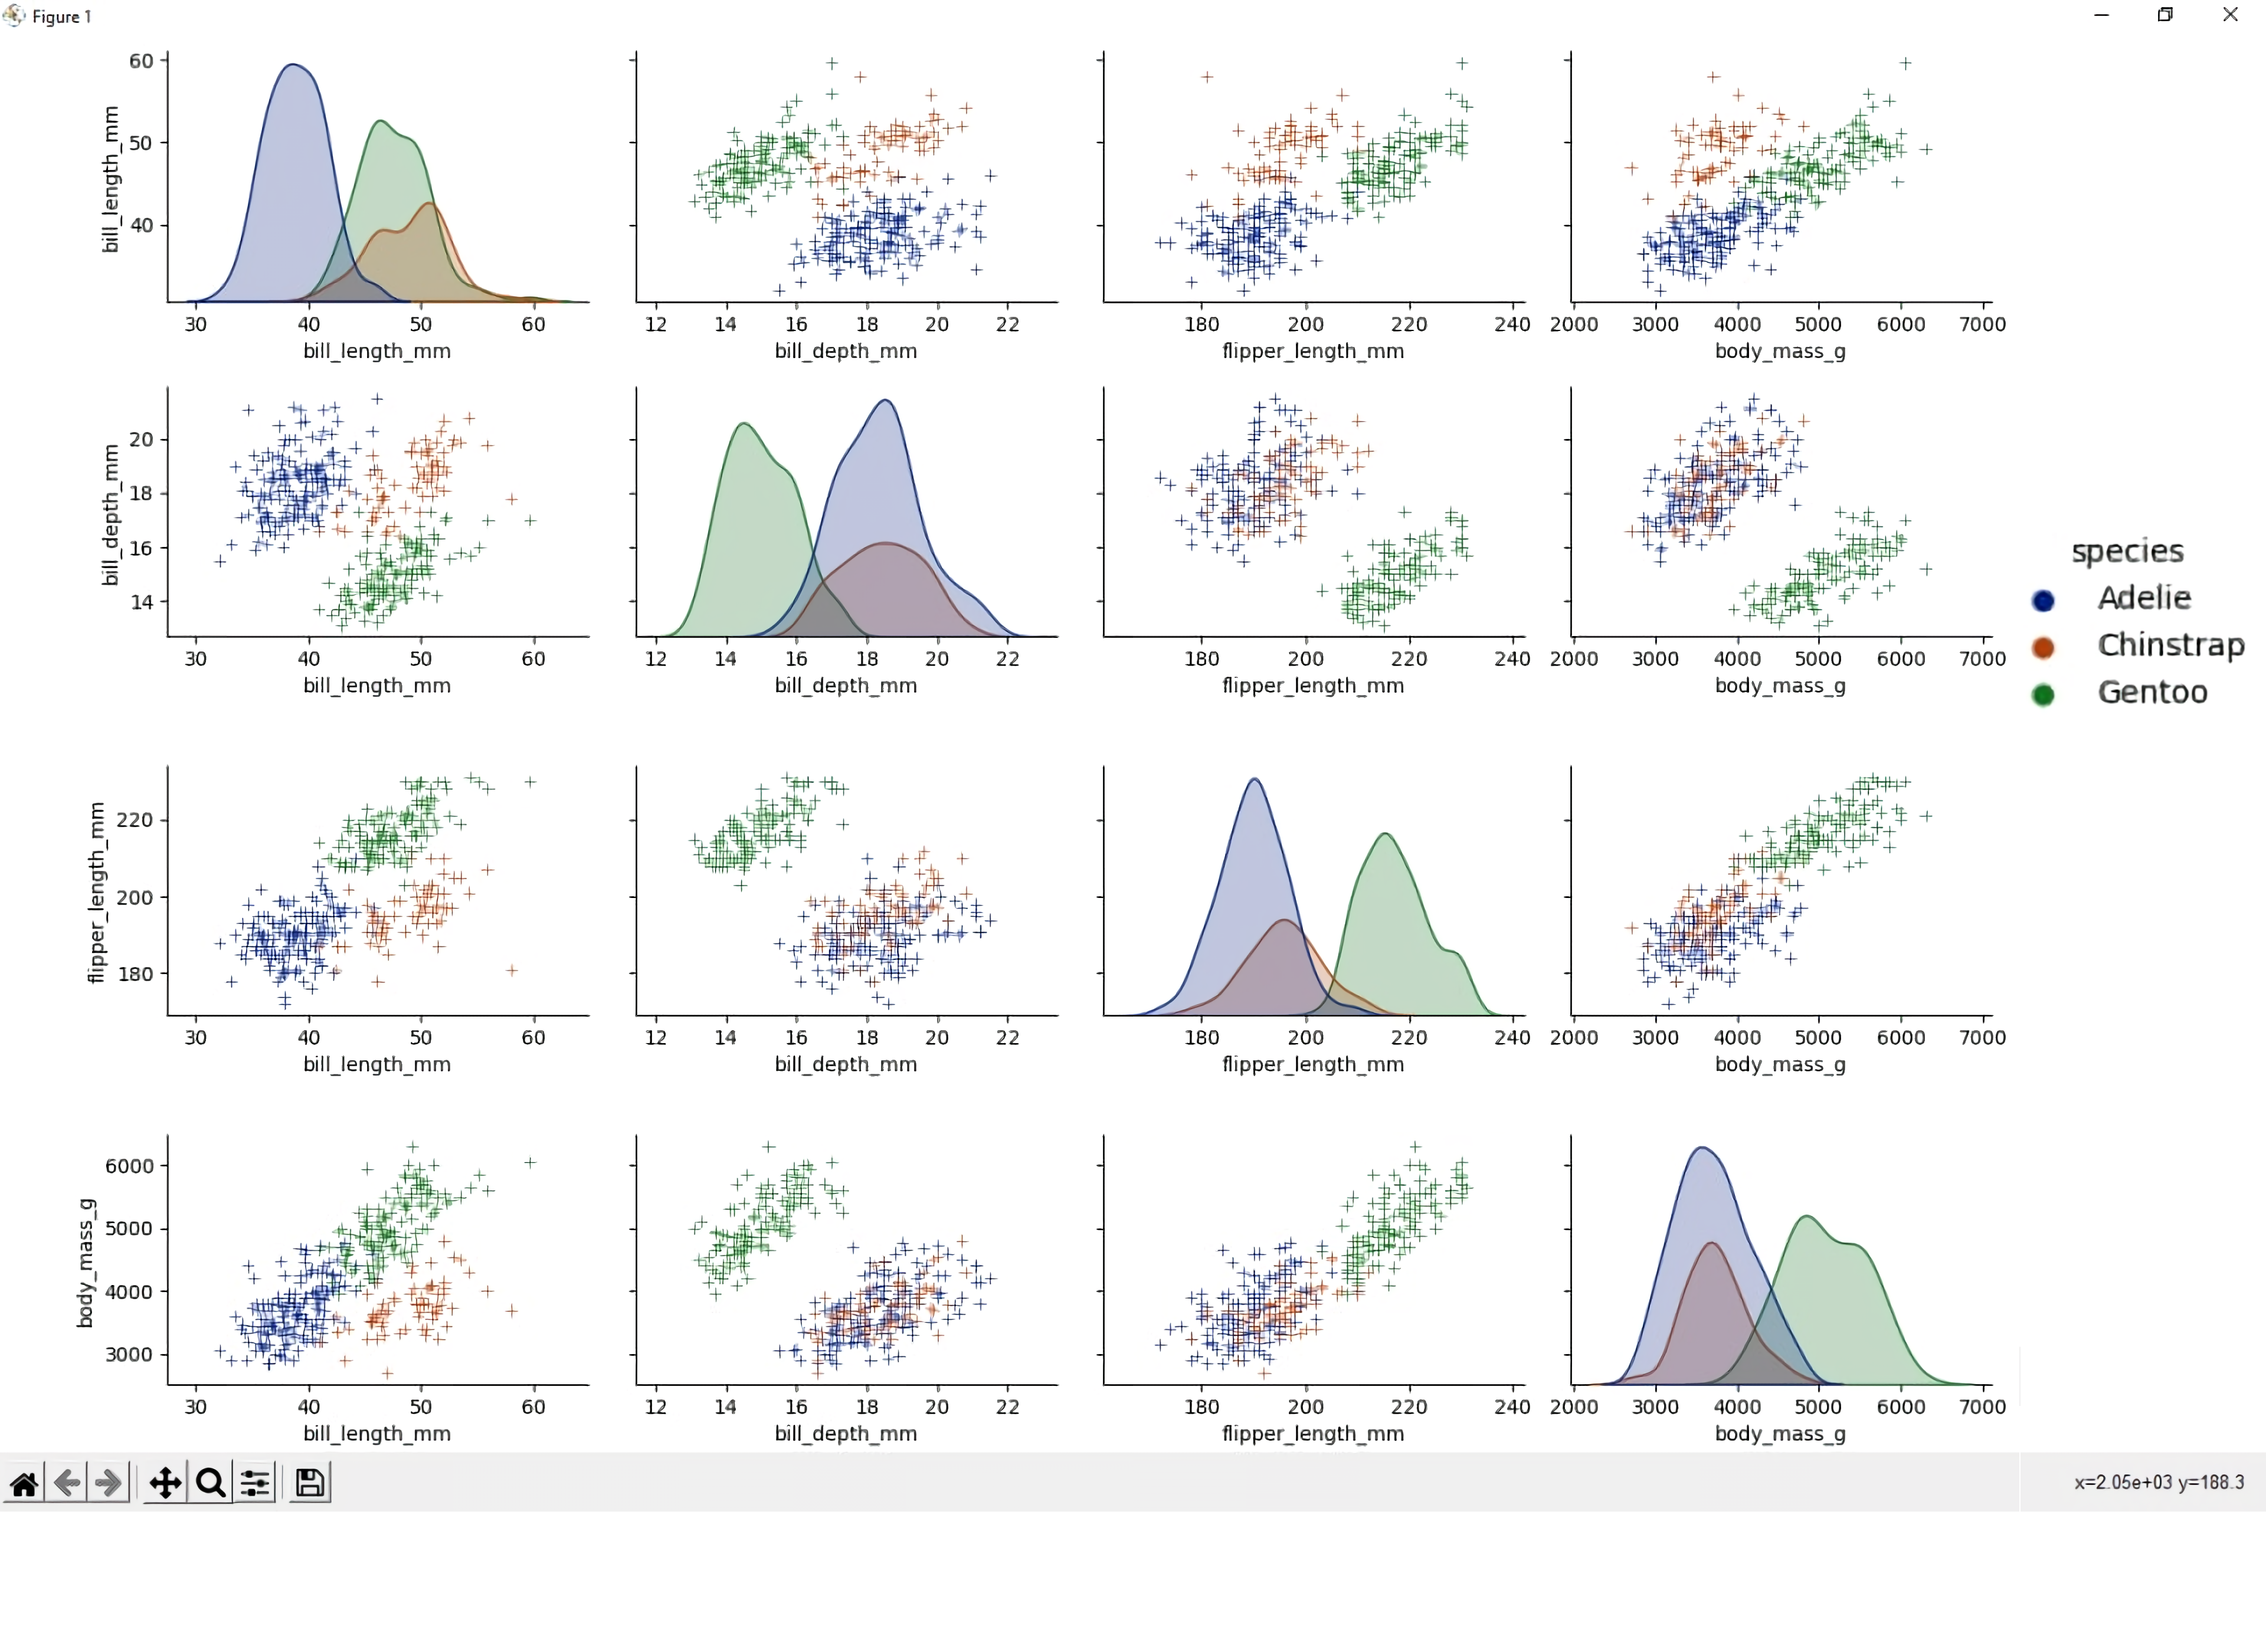 Figure 1
60
50
40
bill_length_mm
30 40 50 60
bill_length_mm
12 14 16 18 20 22
bill_depth_mm
180 200 220 240
flipper_length_mm
2000 3000 4000 5000 6000 7000
body_mass_g
20
18
16
14
bill_depth_mm
30 40 50 60
bill_length_mm
12 14 16 18 20 22
bill_depth_mm
180 200 220 240
flipper_length_mm
2000 3000 4000 5000 6000 7000
body_mass_g
species
Adelie
Chinstrap
Gentoo
220
200
180
flipper_length_mm
30 40 50 60
bill_length_mm
12 14 16 18 20 22
bill_depth_mm
180 200 220 240
flipper_length_mm
2000 3000 4000 5000 6000 7000
body_mass_g
6000
5000
4000
3000
body_mass_g
30 40 50 60
bill_length_mm
12 14 16 18 20 22
bill_depth_mm
180 200 220 240
flipper_length_mm
2000 3000 4000 5000 6000 7000
body_mass_g
x=2.05e+03 y=188.3